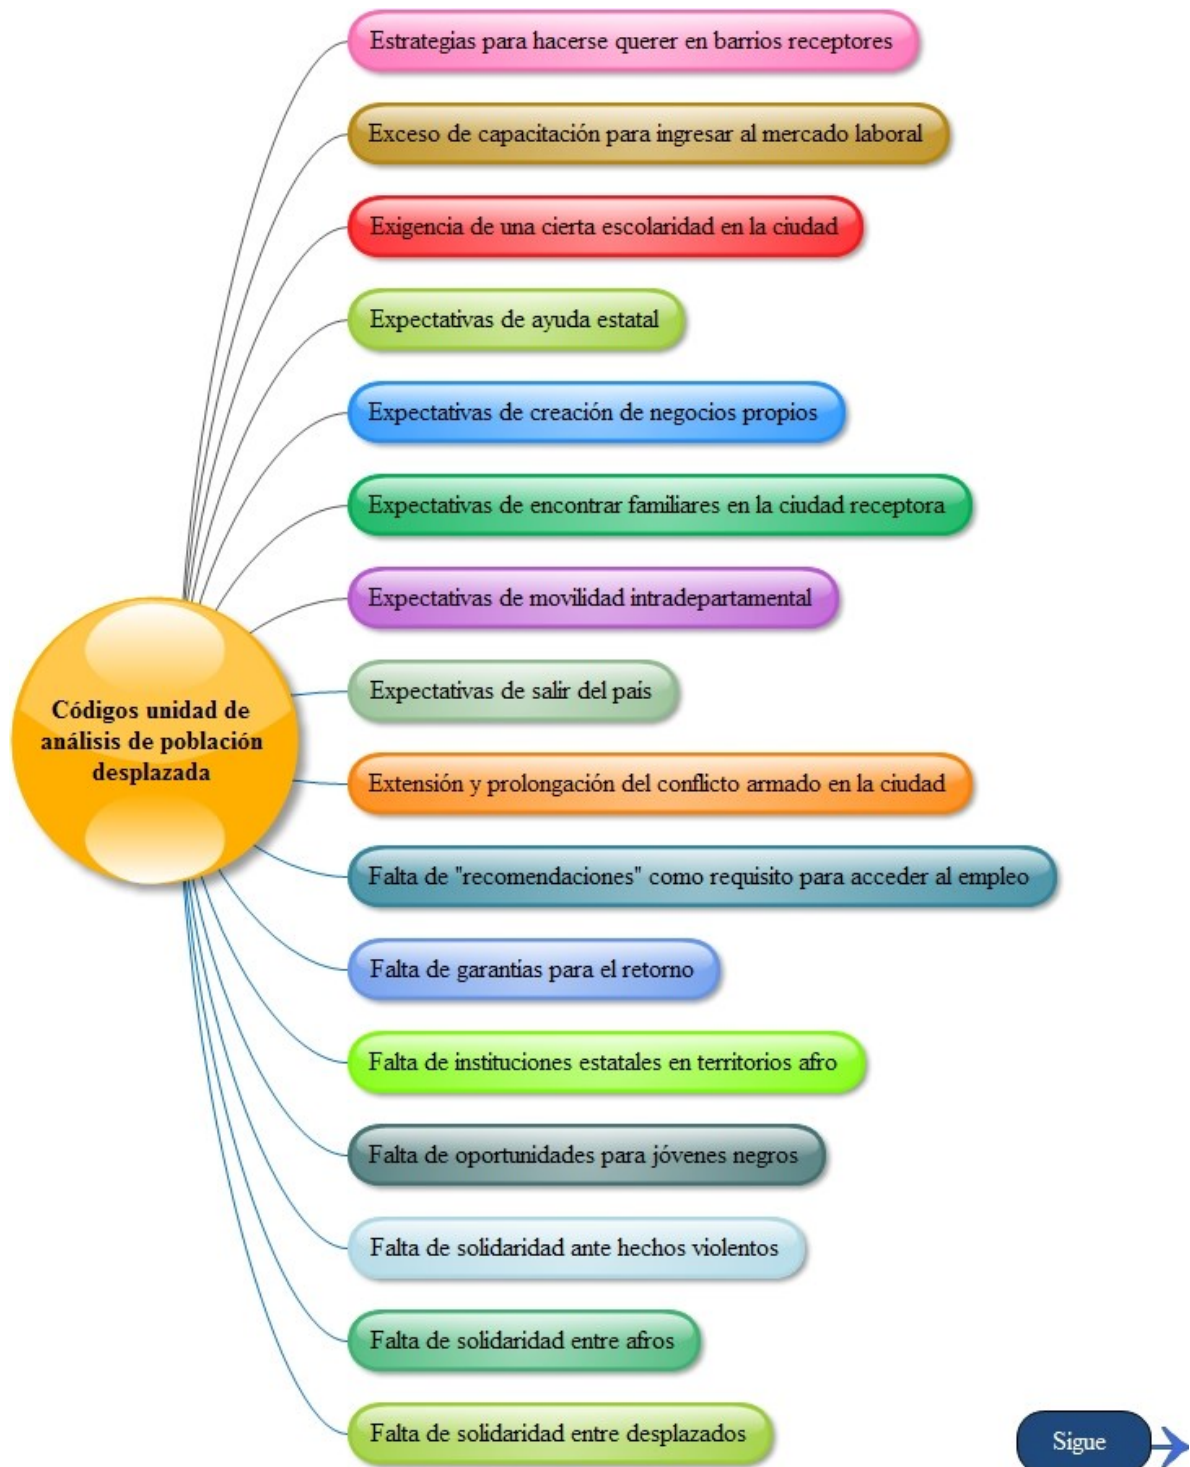 Estrategias para hacerse querer en barrios receptores
Exceso de capacitación para ingresar al mercado laboral
Exigencia de una cierta escolaridad en la ciudad
Expectativas de ayuda estatal
Expectativas de creación de negocios propios
Expectativas de encontrar familiares en la ciudad receptora
Expectativas de movilidad intradepartamental
Expectativas de salir del país
Códigos unidad de
análisis de población
desplazada
Extensión y prolongación del conflicto armado en la ciudad
Falta de "recomendaciones" como requisito para acceder al empleo
Falta de garantías para el retorno
Falta de instituciones estatales en territorios afro
Falta de oportunidades para jóvenes negros
Falta de solidaridad ante hechos violentos
Falta de solidaridad entre afros
Falta de solidaridad entre desplazados
Sigue